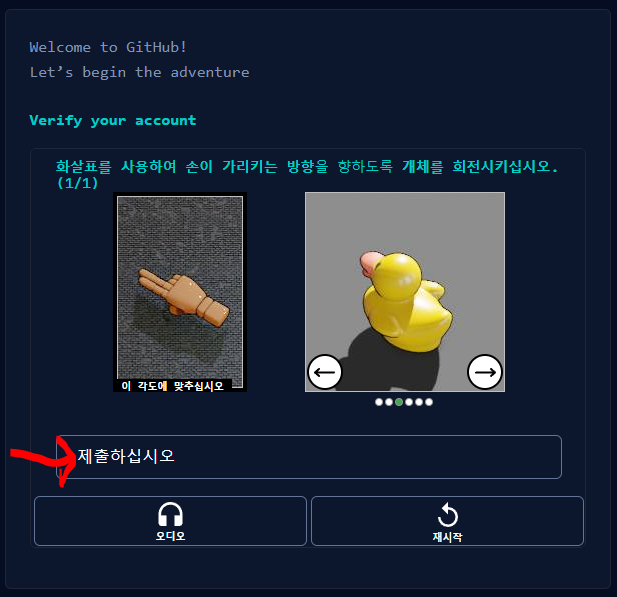 Welcome to GitHub!
Let’s begin the adventure
Verify your account
화살표를 사용하여 손이 가리키는 방향을 향하도록 개체를 회전시키십시오.
(1/1)
이 각도에 맞추십시오
제출하십시오
오디오
재시작